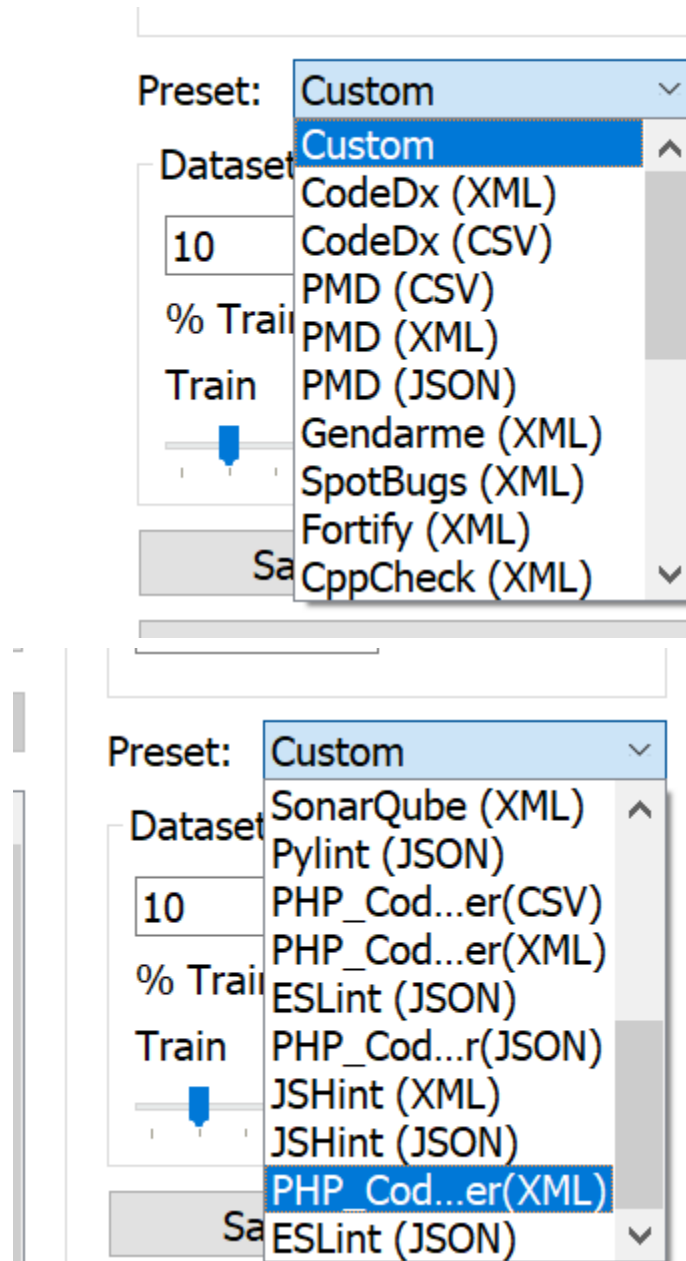 Preset: Custom
Custom
Dataset
CodeDx (XML)
10
CodeDx (CSV)
PMD (CSV)
% Trai
PMD (XML)
Train
PMD (JSON)
Gendarme (XML)
SpotBugs (XML)
Fortify (XML)
Sa
CppCheck (XML)
Preset: Custom
Dataset
SonarQube (XML)
Pylint (JSON)
10
PHP_Cod...er(CSV)
PHP_Cod...er(XML)
% Trai
ESLint (JSON)
Train
PHP_Cod...r(JSON)
JSHint (XML)
JSHint (JSON)
PHP_Cod...er(XML)
Sa
ESLint (JSON)